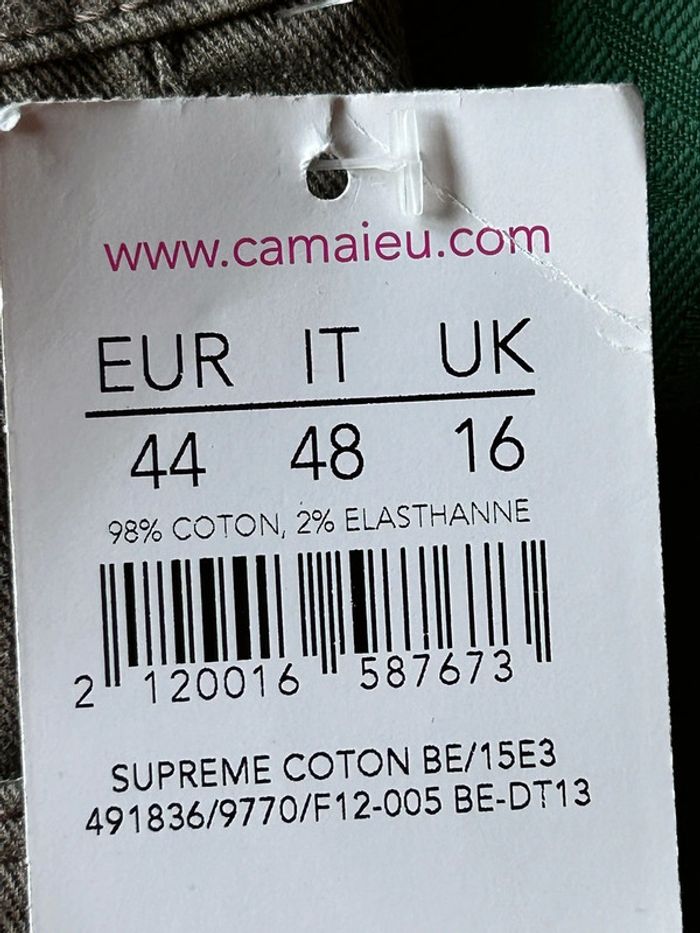 www.camaieu.com
EUR IT UK
44 48 16
98% COTON, 2% ELASTHANNE
2 120016 587673
SUPREME COTON BE/15E3
491836/9770/F12-005 BE-DT13